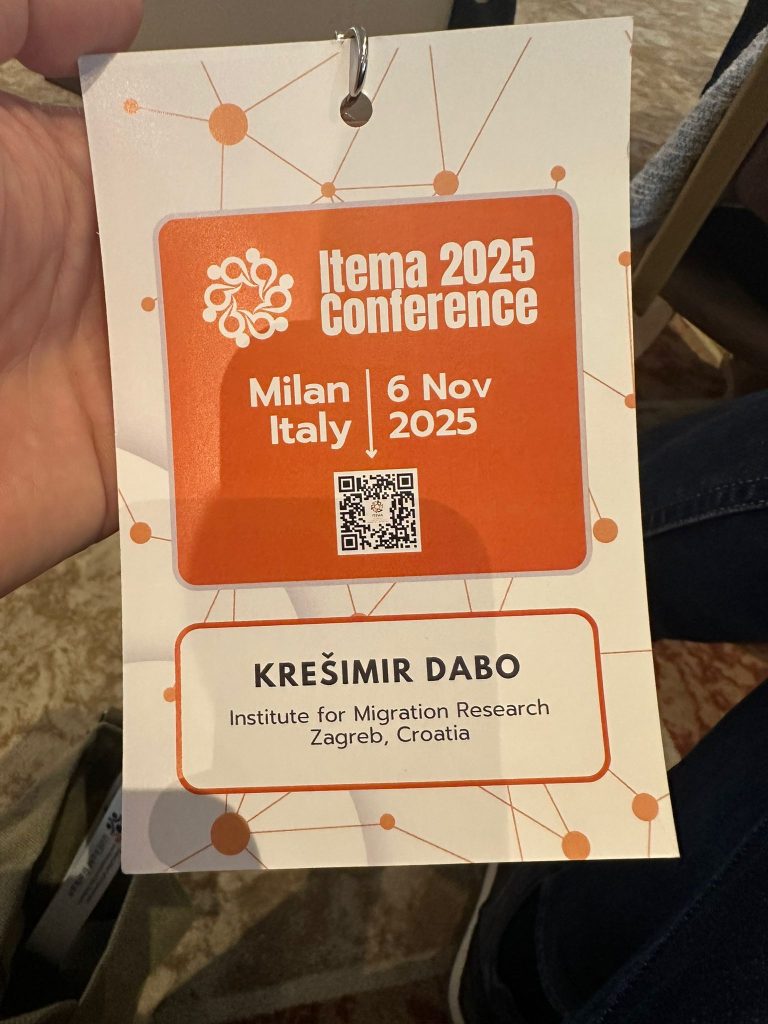 Itema 2025
Conference
Milan
Italy
6 Nov
2025
KREŠIMIR DABO
Institute for Migration Research
Zagreb, Croatia